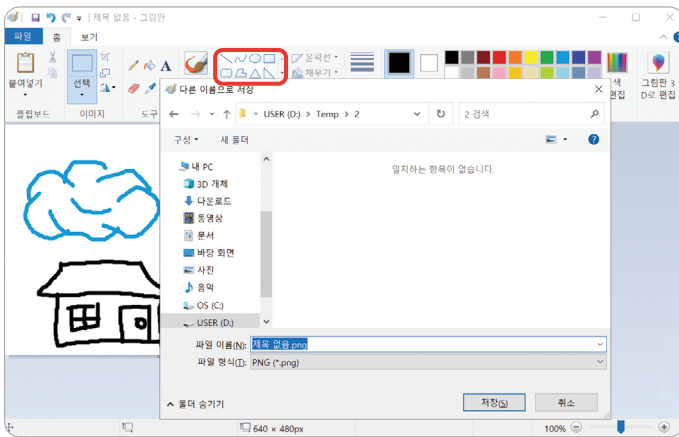 제목 없음 - 그림판
파일 홈 보기
붙여넣기
선택
A
채우기
색
편집
그림판 3
D로 편집
클립보드 이미지 도구
다른 이름으로 저장
« USER (D:) › Temp › 2
2 검색
구성 새 폴더
내 PC
3D 개체
다운로드
동영상
문서
바탕 화면
사진
음악
OS (C:)
USER (D:)
일치하는 항목이 없습니다.
파일 이름(N): 제목 없음.png
파일 형식(T): PNG (*.png)
폴더 숨기기
저장(S) 취소
640 × 480px
100%